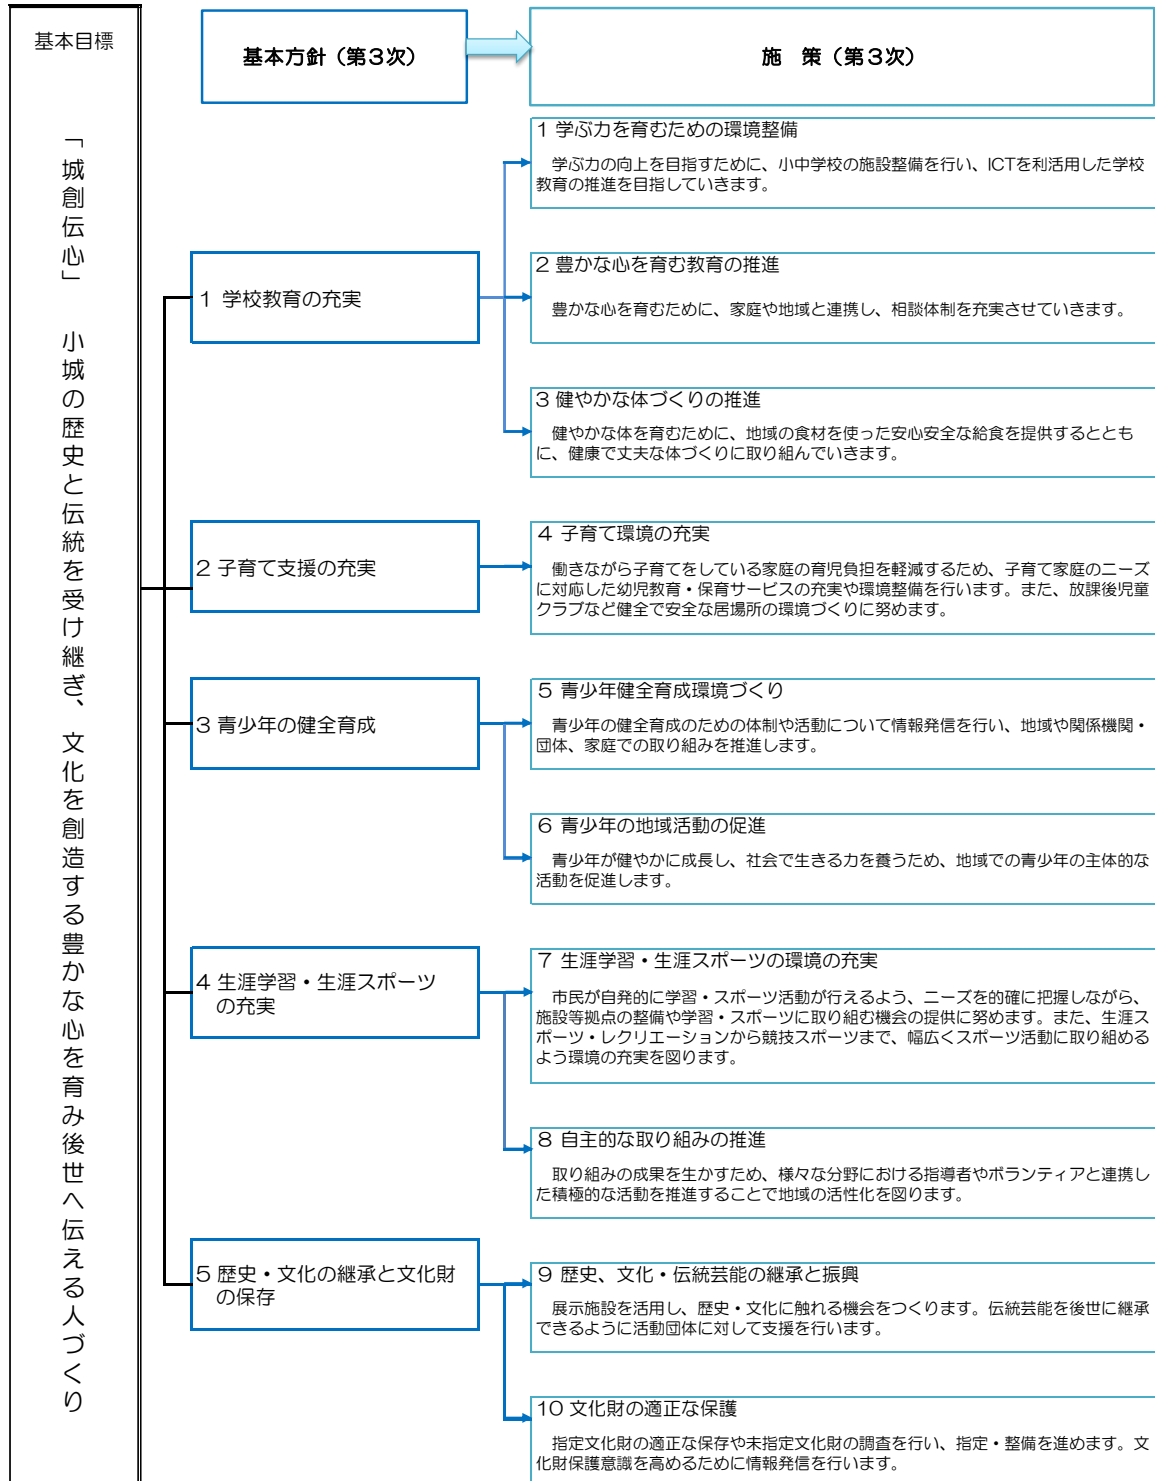 基本目標
「城創伝心」 小城の歴史と伝統を受け継ぎ、文化を創造する豊かな心を育み後世へ伝える人づくり
基本方針（第３次）
施 策（第３次）
１ 学ぶ力を育むための環境整備
学ぶ力の向上を目指すために、小中学校の施設整備を行い、ICTを利活用した学校
教育の推進を目指していきます。
１ 学校教育の充実
２ 豊かな心を育む教育の推進
豊かな心を育むために、家庭や地域と連携し、相談体制を充実させていきます。
３ 健やかな体づくりの推進
健やかな体を育むために、地域の食材を使った安心安全な給食を提供するととも
に、健康で丈夫な体づくりに取り組んでいきます。
２ 子育て支援の充実
４ 子育て環境の充実
働きながら子育てをしている家庭の育児負担を軽減するため、子育て家庭のニーズ
に対応した幼児教育・保育サービスの充実や環境整備を行います。また、放課後児童
クラブなど健全で安全な居場所の環境づくりに努めます。
３ 青少年の健全育成
５ 青少年健全育成環境づくり
青少年の健全育成のための体制や活動について情報発信を行い、地域や関係機関・
団体、家庭での取り組みを推進します。
６ 青少年の地域活動の促進
青少年が健やかに成長し、社会で生きる力を養うため、地域での青少年の主体的な
活動を促進します。
４ 生涯学習・生涯スポーツ
の充実
７ 生涯学習・生涯スポーツの環境の充実
市民が自発的に学習・スポーツ活動が行えるよう、ニーズを的確に把握しながら、
施設等拠点の整備や学習・スポーツに取り組む機会の提供に努めます。また、生涯ス
ポーツ・レクリエーションから競技スポーツまで、幅広くスポーツ活動に取り組める
よう環境の充実を図ります。
８ 自主的な取り組みの推進
取り組みの成果を生かすため、様々な分野における指導者やボランティアと連携し
た積極的な活動を推進することで地域の活性化を図ります。
５ 歴史・文化の継承と文化財
の保存
９ 歴史、文化・伝統芸能の継承と振興
展示施設を活用し、歴史・文化に触れる機会をつくります。伝統芸能を後世に継承
できるように活動団体に対して支援を行います。
１０ 文化財の適正な保護
指定文化財の適正な保存や未指定文化財の調査を行い、指定・整備を進めます。文
化財保護意識を高めるために情報発信を行います。